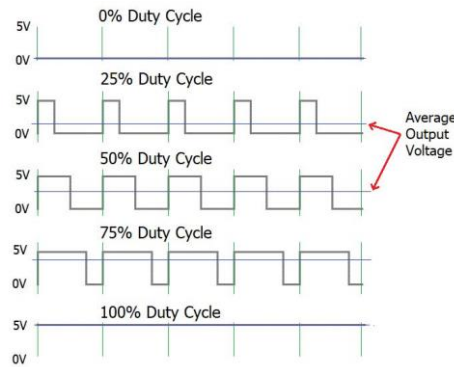 0% Duty Cycle
5V
0V
25% Duty Cycle
5V
0V
Average
Output
Voltage
50% Duty Cycle
5V
0V
75% Duty Cycle
5V
0V
100% Duty Cycle
5V
0V